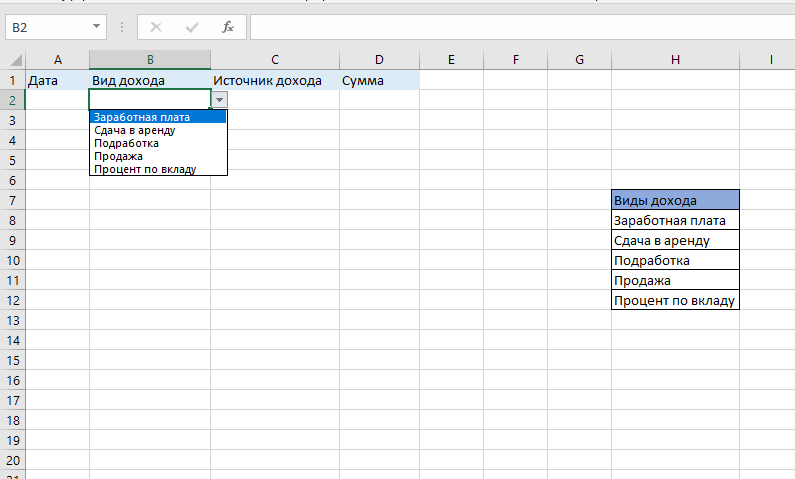 B2
fx
A B C D E F G H I
1 Дата Вид дохода Источник дохода Сумма
2
Заработная плата
3 Сдача в аренду
4 Подработка
Продажа
5 Процент по вкладу
6
7 Виды дохода
8 Заработная плата
9 Сдача в аренду
10 Подработка
11 Продажа
12 Процент по вкладу
13
14
15
16
17
18
19
20